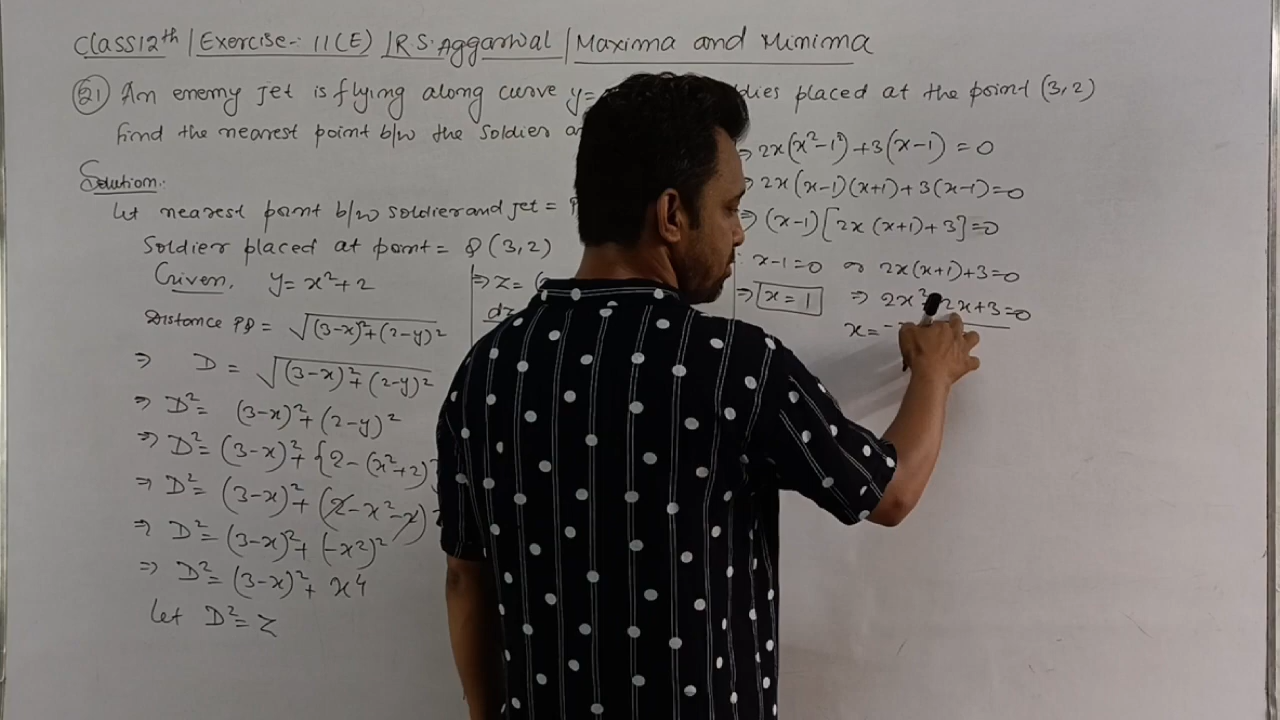 Class 12th | Exercise-: 11(E) | R.S. Aggarwal | Maxima and Minima
(21) An enemy jet is flying along curve y= placed at the point (3,2)
find the nearest point b/w the soldier
Solution:
Let nearest point b/w soldier and jet =
Soldier placed at point = Q (3,2)
Given, y = x²+2
Distance PQ = √(3-x)²+(2-y)²
⇒ D = √(3-x)²+(2-y)²
⇒ D² = (3-x)²+(2-y)²
⇒ D² = (3-x)²+{2-(x²+2)
⇒ D² = (3-x)²+(2-x²-2)
⇒ D² = (3-x)²+(-x²)²
⇒ D² = (3-x)²+ x4
Let D² = Z
⇒ Z = (
dz
⇒ 2x(x²-1²)+3(x-1) = 0
⇒ 2x(x-1)(x+1)+3(x-1)=0
⇒ (x-1)[2x(x+1)+3]=0
x-1=0 or 2x(x+1)+3=0
⇒ x=1 ⇒ 2x² 2x+3=0
x = -